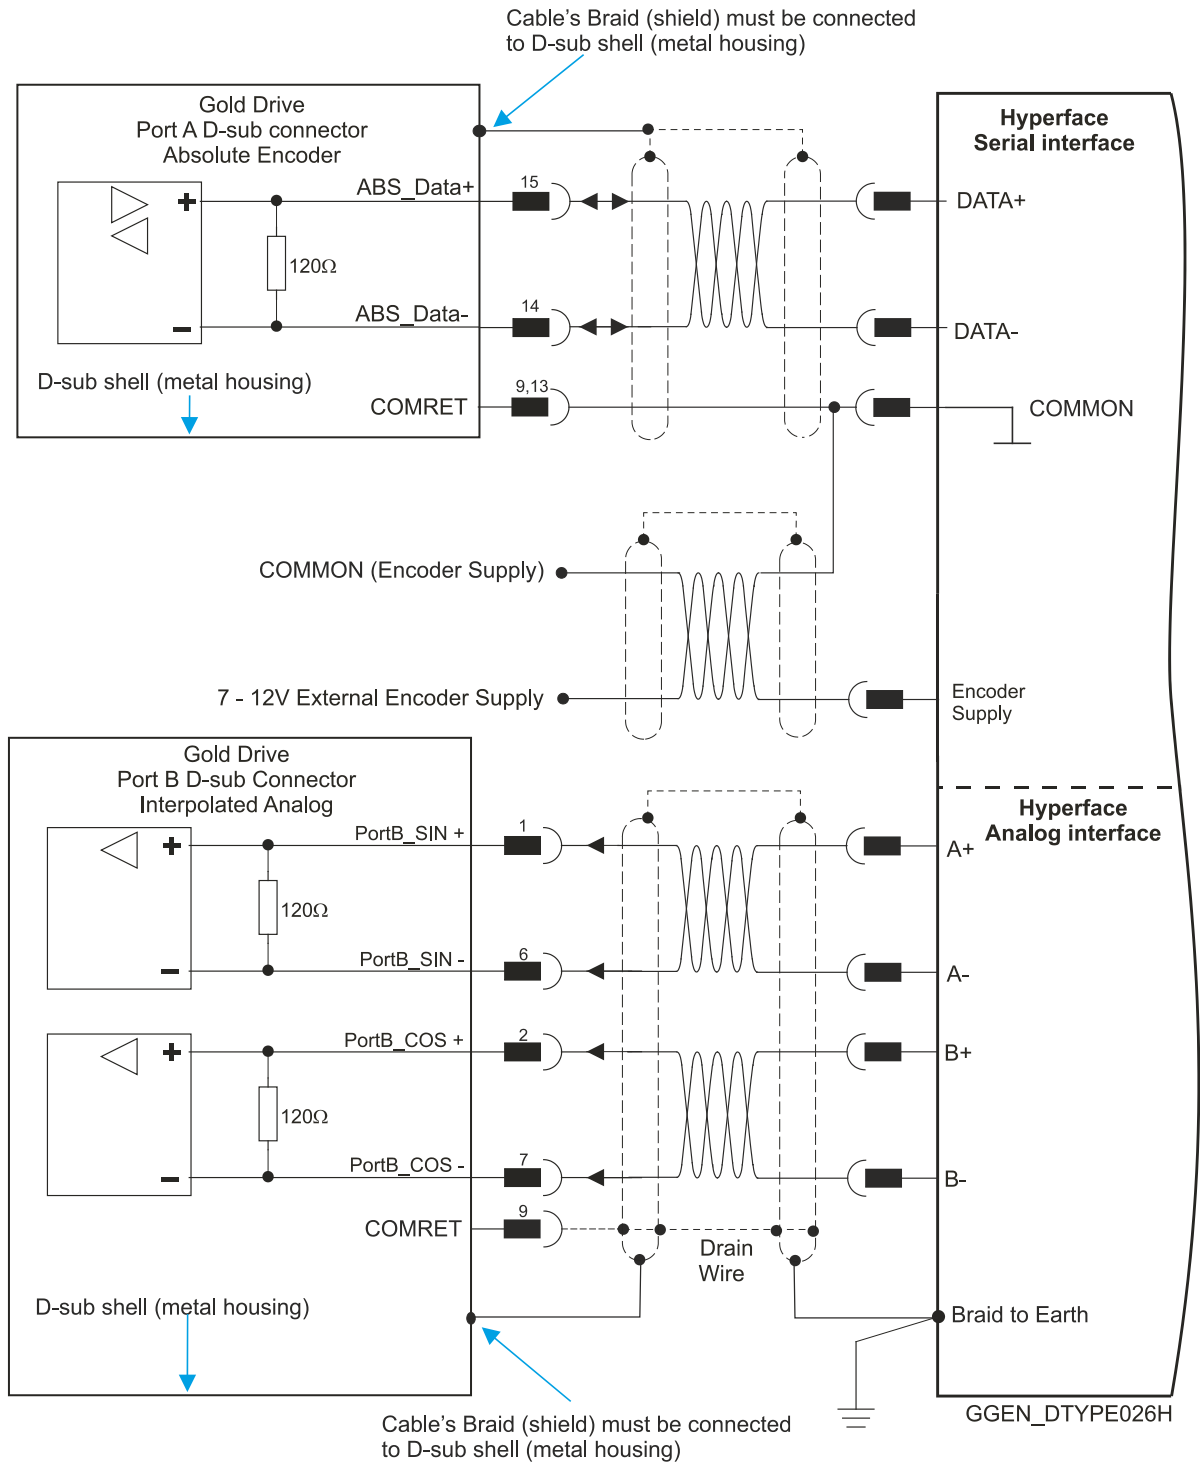 Cable's Braid (shield) must be connected
to D-sub shell (metal housing)
Gold Drive
Port A D-sub connector
Absolute Encoder
Hyperface
Serial interface
+
ABS_Data+
15
DATA+
120Ω
ABS_Data-
14
-
DATA-
D-sub shell (metal housing)
COMRET
9,13
COMMON
COMMON (Encoder Supply)
7 - 12V External Encoder Supply
Encoder
Supply
Gold Drive
Port B D-sub Connector
Interpolated Analog
Hyperface
Analog interface
+
PortB_SIN +
1
A+
120Ω
-
PortB_SIN -
6
A-
+
PortB_COS +
2
B+
120Ω
-
PortB_COS -
7
B-
COMRET
9
Drain
Wire
D-sub shell (metal housing)
Braid to Earth
GGEN_DTYPE026H
Cable's Braid (shield) must be connected
to D-sub shell (metal housing)